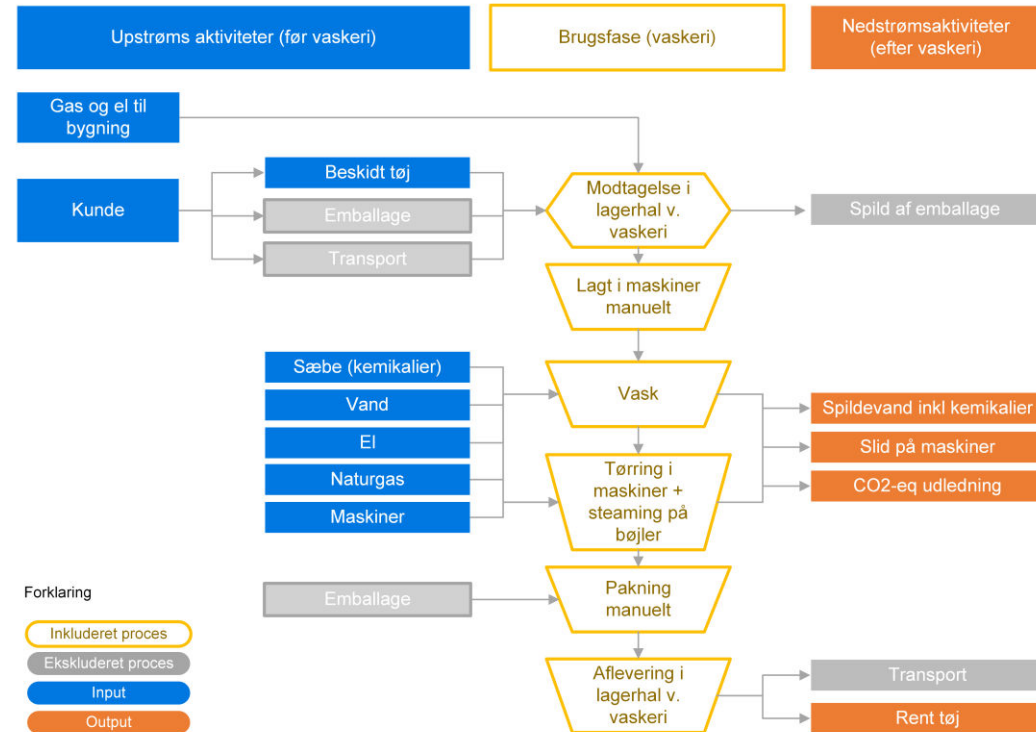 Upstrøms aktiviteter (før vaskeri)
Brugsfase (vaskeri)
Nedstrømsaktiviteter
(efter vaskeri)
Gas og el til
bygning
Kunde
Beskidt tøj
Emballage
Transport
Modtagelse i
lagerhal v.
vaskeri
Spild af emballage
Lagt i maskiner
manuelt
Sæbe (kemikalier)
Vand
El
Naturgas
Maskiner
Vask
Tørring i
maskiner +
steaming på
bøjler
Spildevand inkl kemikalier
Slid på maskiner
CO2-eq udledning
Emballage
Pakning
manuelt
Aflevering i
lagerhal v.
vaskeri
Transport
Rent tøj
Forklaring
Inkluderet proces
Ekskluderet proces
Input
Output